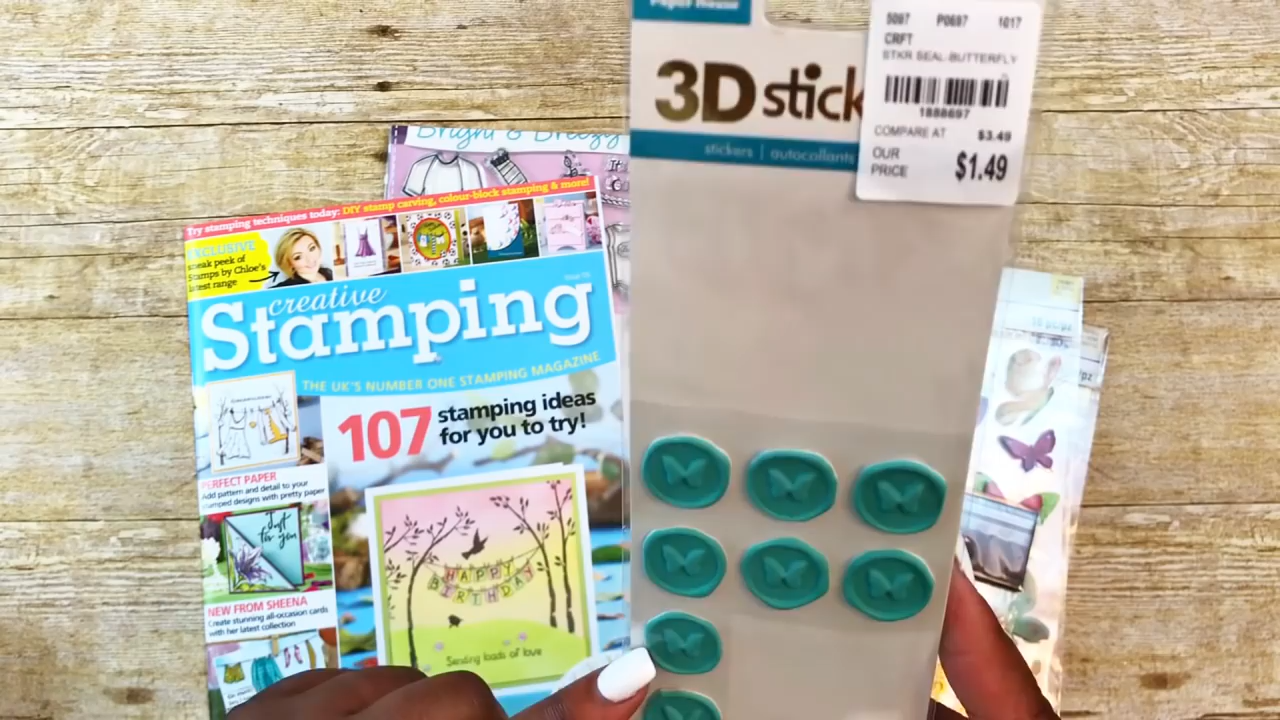 Paper House
3D stick
stickers | autocollants
5097 P0697 1017
CRFT
STKR SEAL-BUTTERFLY
1888697
COMPARE AT $3.49
OUR PRICE $1.49
Bright & Breezy
Try stamping techniques today: DIY stamp carving, colour-block stamping & more!
EXCLUSIVE
sneak peek of
Stamps by Chloe's
latest range
creative
Stamping
THE UK'S NUMBER ONE STAMPING MAGAZINE
107 stamping ideas
for you to try!
PERFECT PAPER
Add pattern and detail to your
stamped designs with pretty paper
Just
for you
NEW FROM SHEENA
Create stunning all-occasion cards
with her latest collection
HAPPY
BIRTHDAY
Sending loads of love